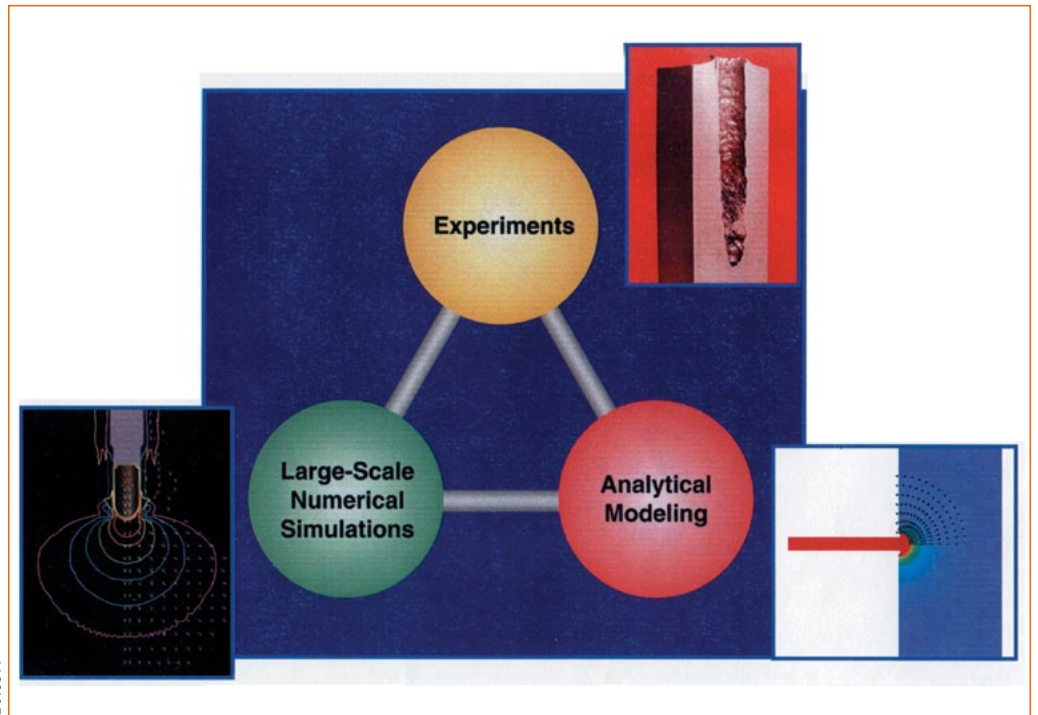 Experiments
Large-Scale
Numerical
Simulations
Analytical
Modeling